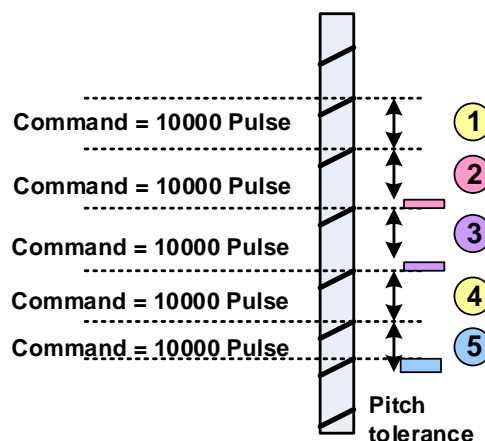 Command = 10000 Pulse
1
Command = 10000 Pulse
2
Command = 10000 Pulse
3
Command = 10000 Pulse
4
Command = 10000 Pulse
5
Pitch
tolerance